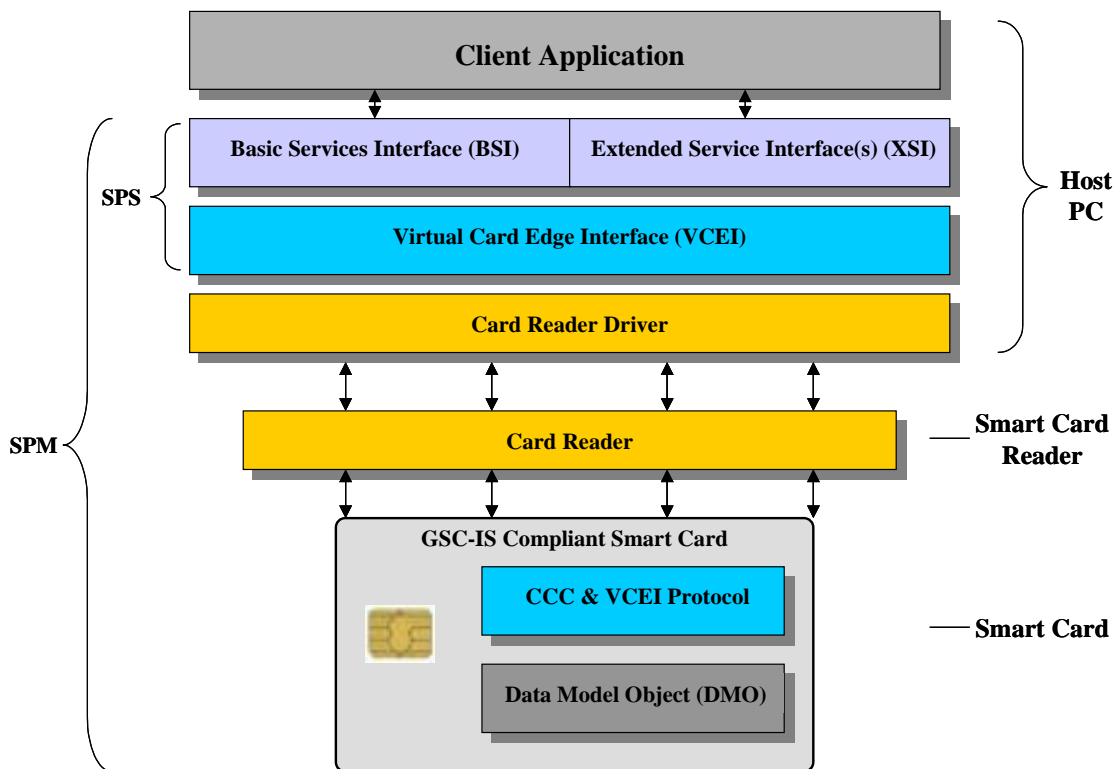 Client Application
Basic Services Interface (BSI)
Extended Service Interface(s) (XSI)
SPS
Virtual Card Edge Interface (VCEI)
Host
PC
Card Reader Driver
SPM
Card Reader
Smart Card
Reader
GSC-IS Compliant Smart Card
CCC & VCEI Protocol
Smart Card
Data Model Object (DMO)